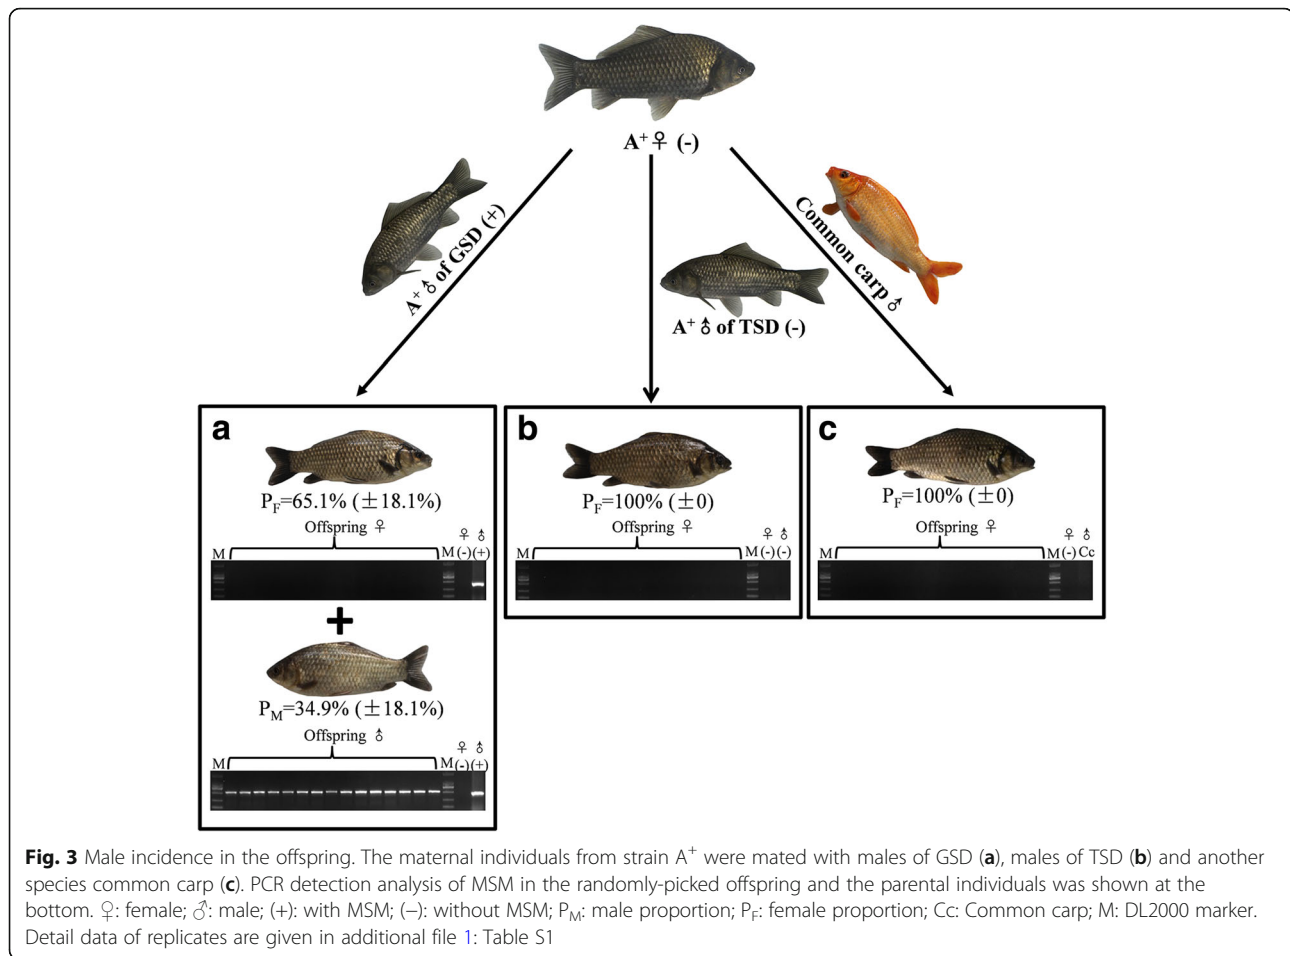 A⁺ ♀ (-)
A⁺ ♂ of GSD (+)
A⁺ ♂ of TSD (-)
Common carp ♂
a
P_F=65.1% (±18.1%)
Offspring ♀
♀ ♂
M M (-) (+)
+
P_M=34.9% (±18.1%)
Offspring ♂
♀ ♂
M M (-) (+)
b
P_F=100% (±0)
Offspring ♀
♀ ♂
M M (-) (-)
c
P_F=100% (±0)
Offspring ♀
♀ ♂
M M (-) Cc
Fig. 3 Male incidence in the offspring. The maternal individuals from strain A⁺ were mated with males of GSD (a), males of TSD (b) and another
species common carp (c). PCR detection analysis of MSM in the randomly-picked offspring and the parental individuals was shown at the
bottom. ♀: female; ♂: male; (+): with MSM; (−): without MSM; P_M: male proportion; P_F: female proportion; Cc: Common carp; M: DL2000 marker.
Detail data of replicates are given in additional file 1: Table S1